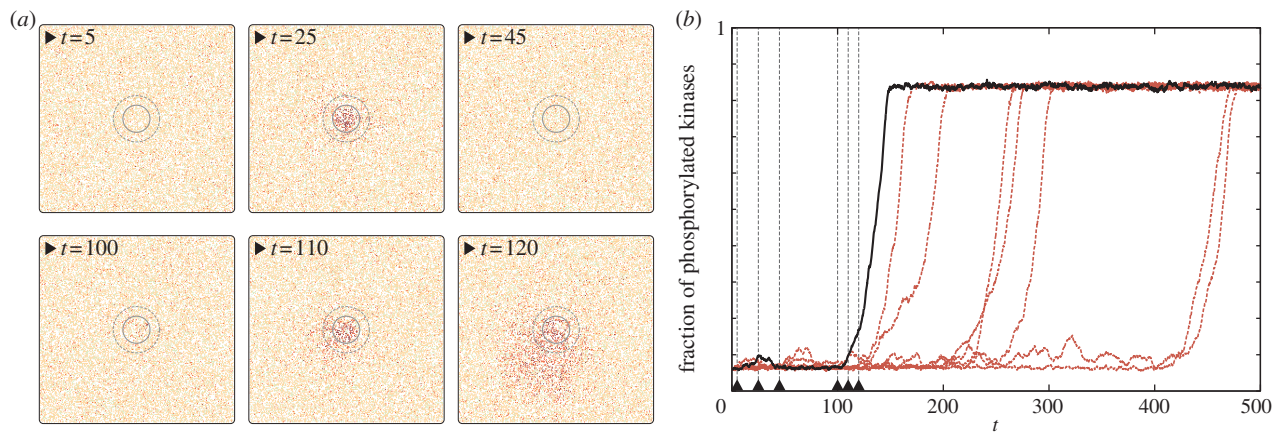 (a)
▶ t=5
▶ t=25
▶ t=45
▶ t=100
▶ t=110
▶ t=120
(b)
1
fraction of phosphorylated kinases
0
100
200
300
400
500
t